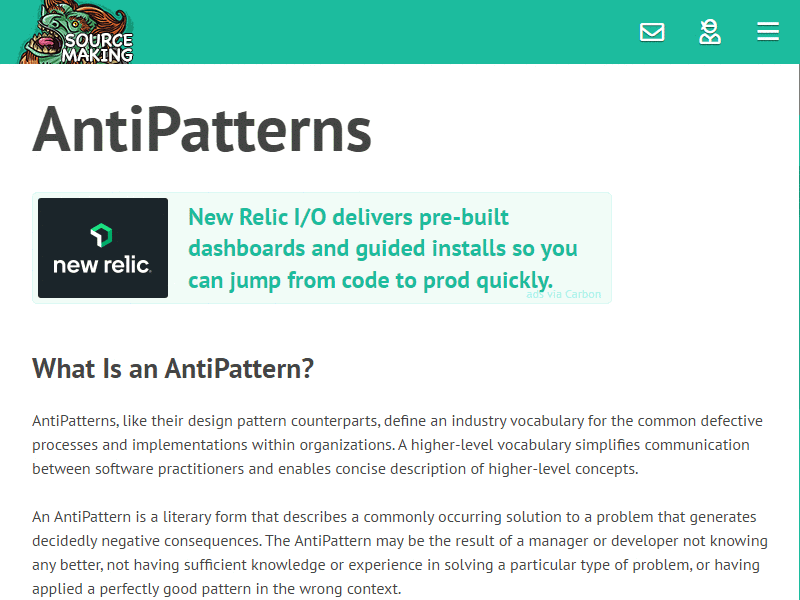 SOURCE
MAKING
AntiPatterns
new relic.
New Relic I/O delivers pre-built
dashboards and guided installs so you
can jump from code to prod quickly.
ads via Carbon
What Is an AntiPattern?
AntiPatterns, like their design pattern counterparts, define an industry vocabulary for the common defective
processes and implementations within organizations. A higher-level vocabulary simplifies communication
between software practitioners and enables concise description of higher-level concepts.
An AntiPattern is a literary form that describes a commonly occurring solution to a problem that generates
decidedly negative consequences. The AntiPattern may be the result of a manager or developer not knowing
any better, not having sufficient knowledge or experience in solving a particular type of problem, or having
applied a perfectly good pattern in the wrong context.